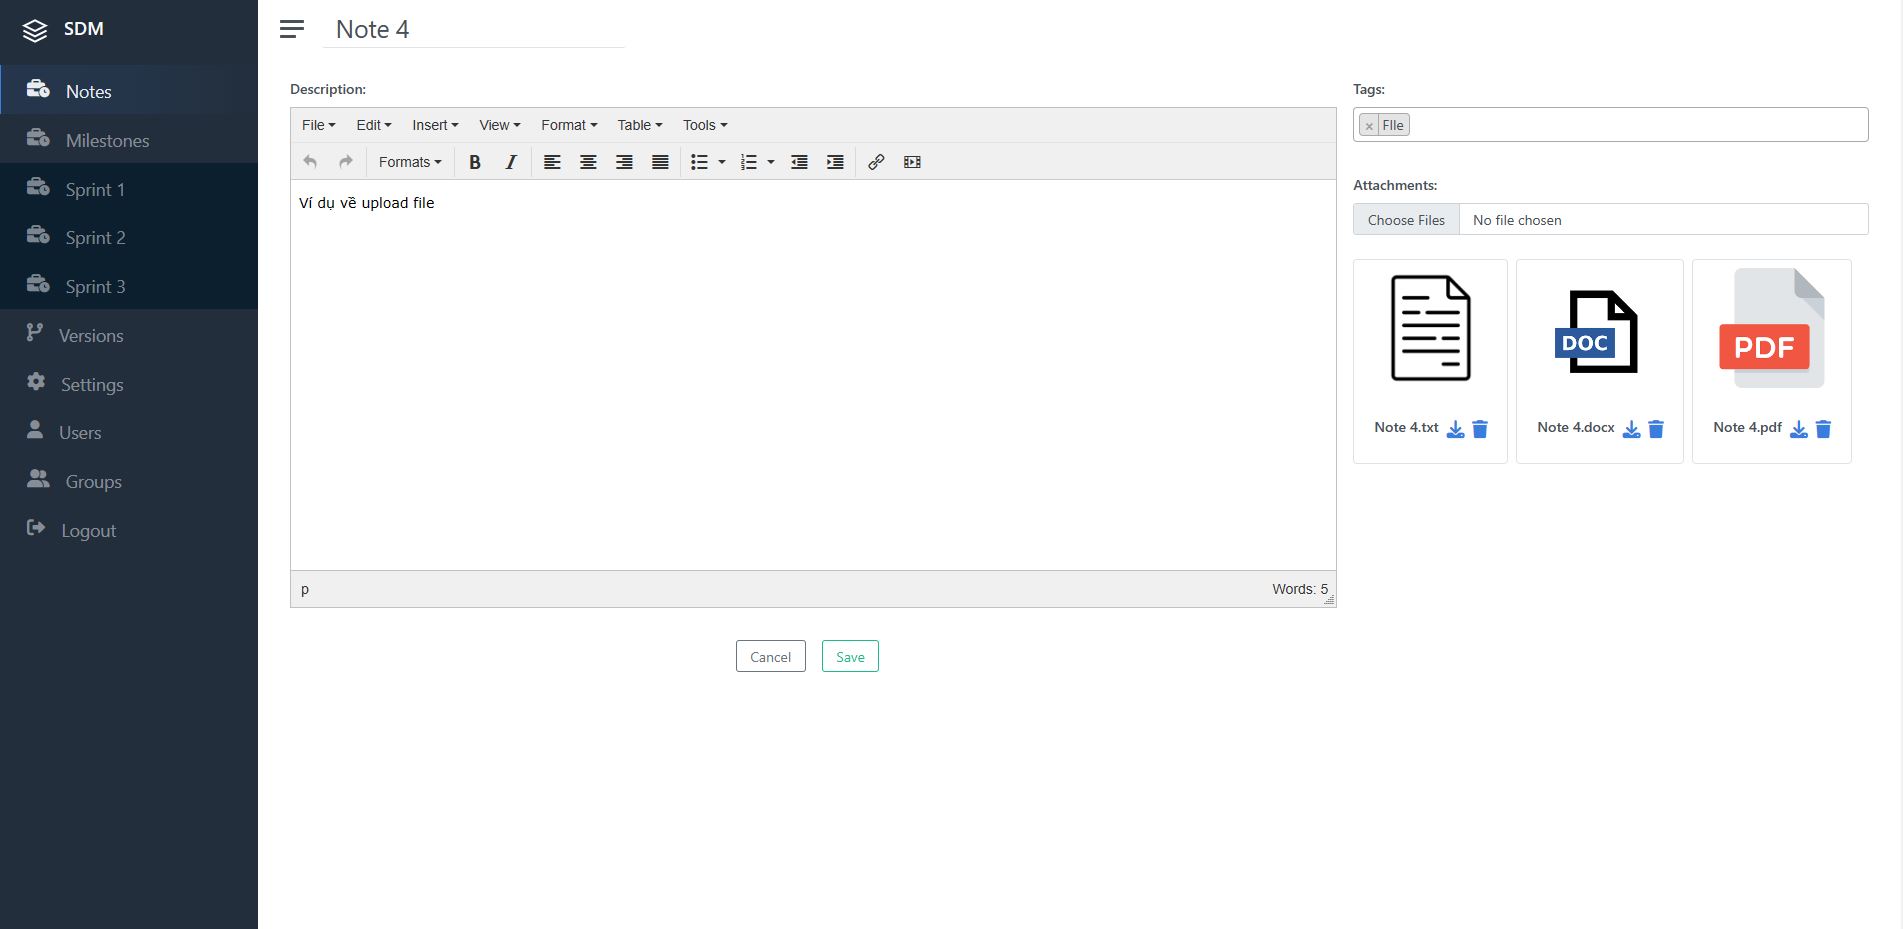 SDM
Notes
Milestones
Sprint 1
Sprint 2
Sprint 3
Versions
Settings
Users
Groups
Logout
Note 4
Description:
File Edit Insert View Format Table Tools
Formats B I
Ví dụ về upload file
p Words: 5
Cancel Save
Tags:
× FIle
Attachments:
Choose Files No file chosen
DOC PDF
Note 4.txt Note 4.docx Note 4.pdf